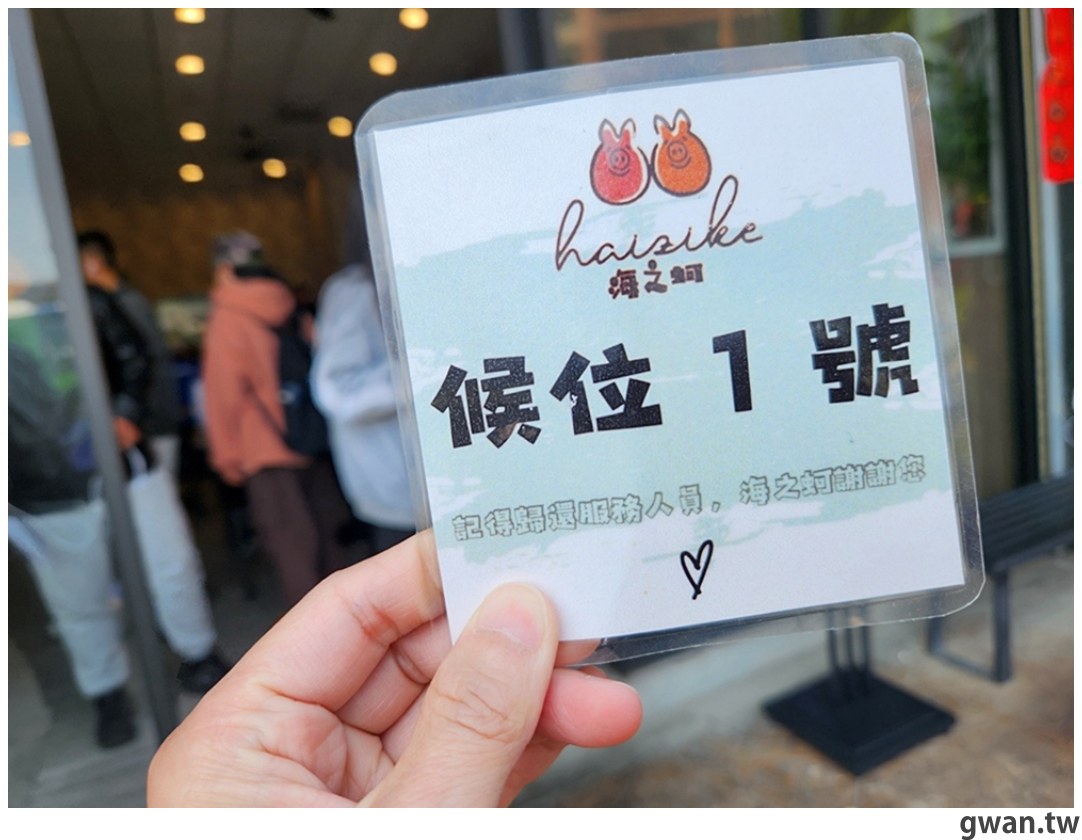 haizike
海之蚵
候位 1 號
記得歸還服務人員，海之蚵謝謝您
gwan.tw